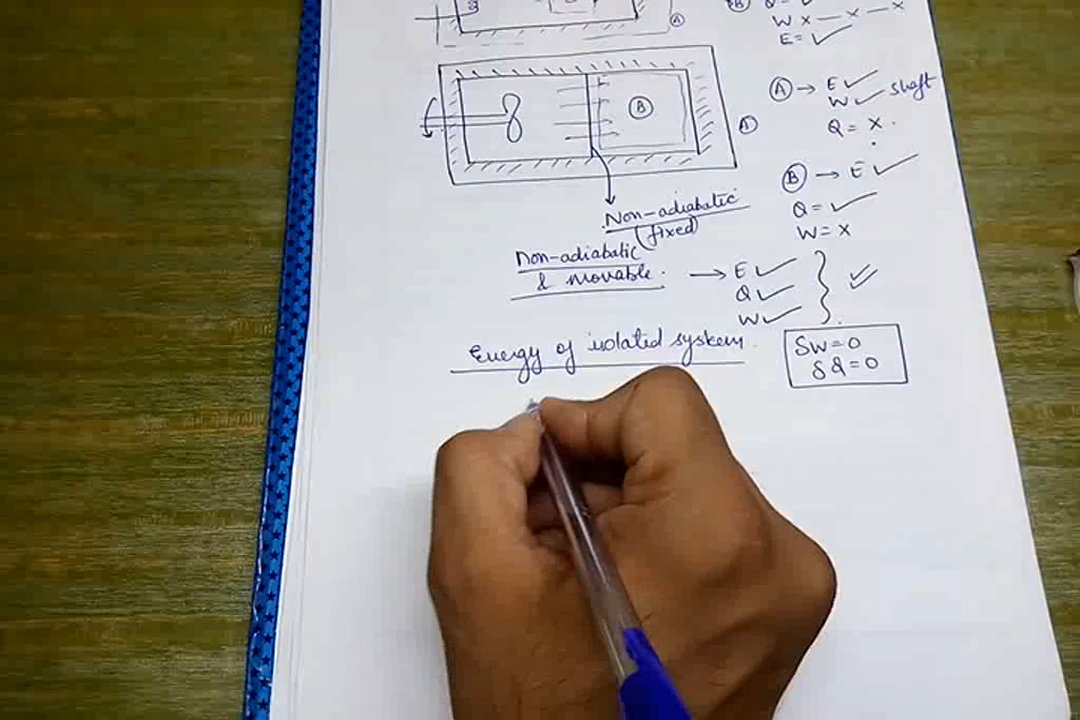 B Q = ✓
W × — × — ×
E = ✓
A
A → E ✓
W ✓ shaft
Q = ×.
B
A
B → E ✓
Q = ✓
W = ×
Non-adiabatic
(fixed)
Non-adiabatic
& movable. → E ✓
Q ✓
W ✓
Energy of isolated system.
δW = 0
δQ = 0